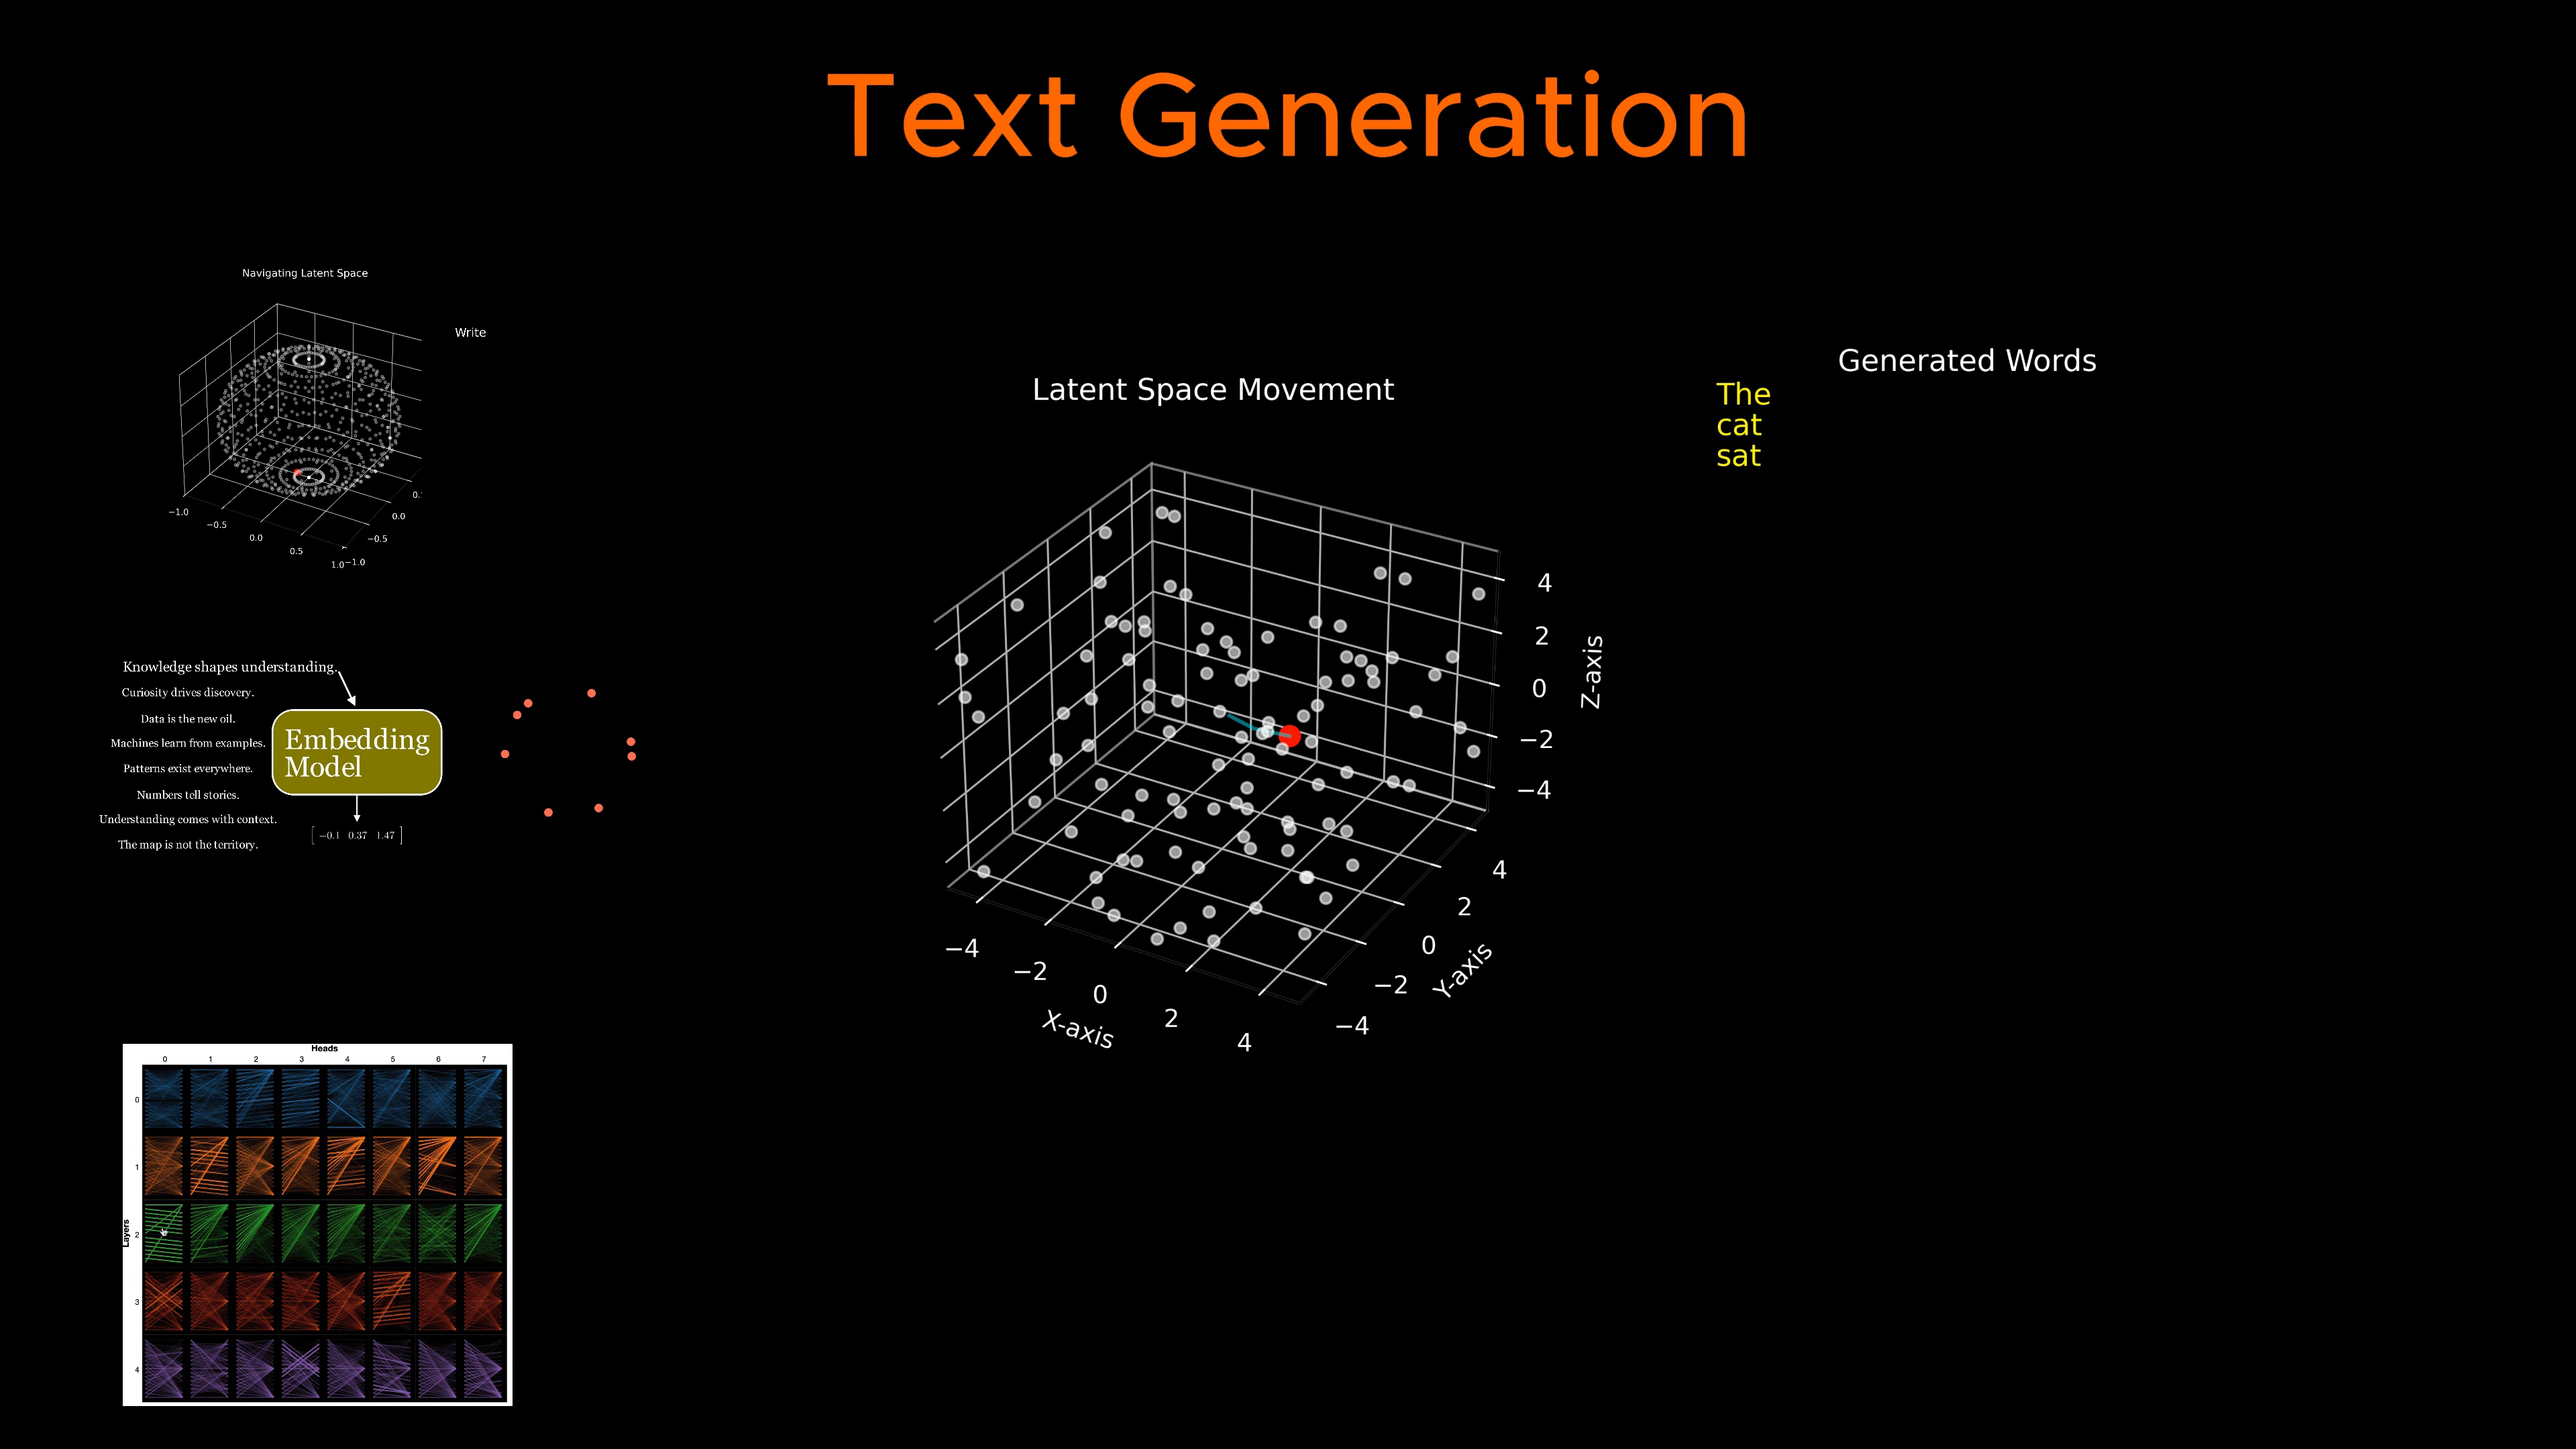 Text Generation
Navigating Latent Space
Write
−1.0
−0.5
0.0
0.5
1.0
−1.0
−0.5
0.0
Knowledge shapes understanding.
Curiosity drives discovery.
Data is the new oil.
Machines learn from examples.
Patterns exist everywhere.
Numbers tell stories.
Understanding comes with context.
The map is not the territory.
Embedding
Model
[ −0.1 0.37 1.47 ]
Heads
0 1 2 3 4 5 6 7
Layers
0
1
2
3
4
Latent Space Movement
4
2
0
−2
−4
Z-axis
4
2
0
−2
−4
Y-axis
−4
−2
0
2
4
X-axis
Generated Words
The
cat
sat